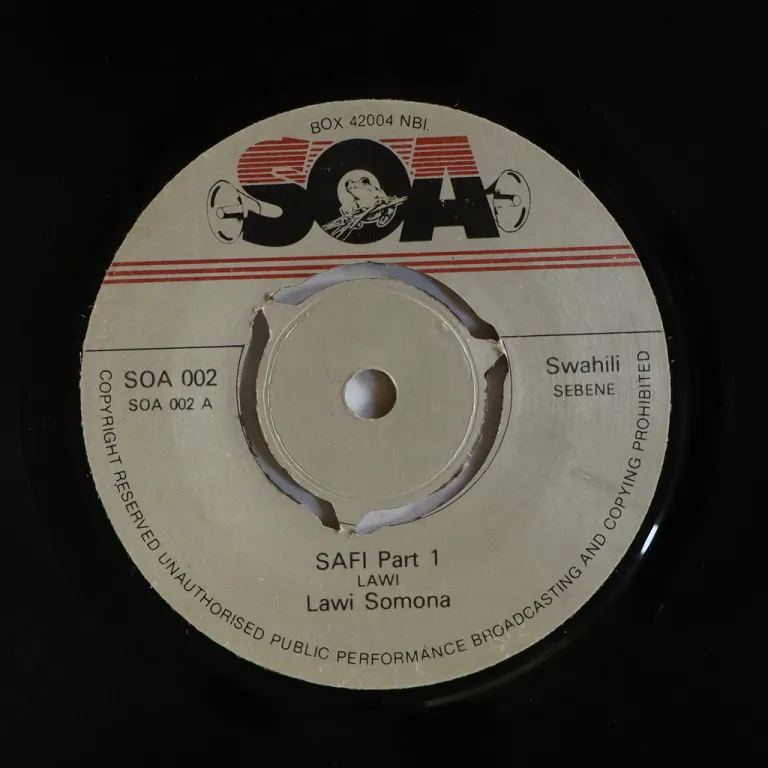 BOX 42004 NBI.
SOA
SOA 002
SOA 002 A
Swahili
SEBENE
SAFI Part 1
LAWI
Lawi Somona
COPYRIGHT RESERVED UNAUTHORISED PUBLIC PERFORMANCE BROADCASTING AND COPYING PROHIBITED